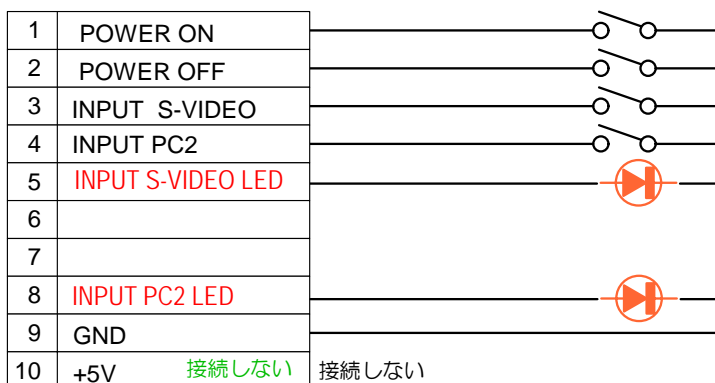 1 POWER ON
2 POWER OFF
3 INPUT S-VIDEO
4 INPUT PC2
5 INPUT S-VIDEO LED
6
7
8 INPUT PC2 LED
9 GND
10 +5V 接続しない 接続しない